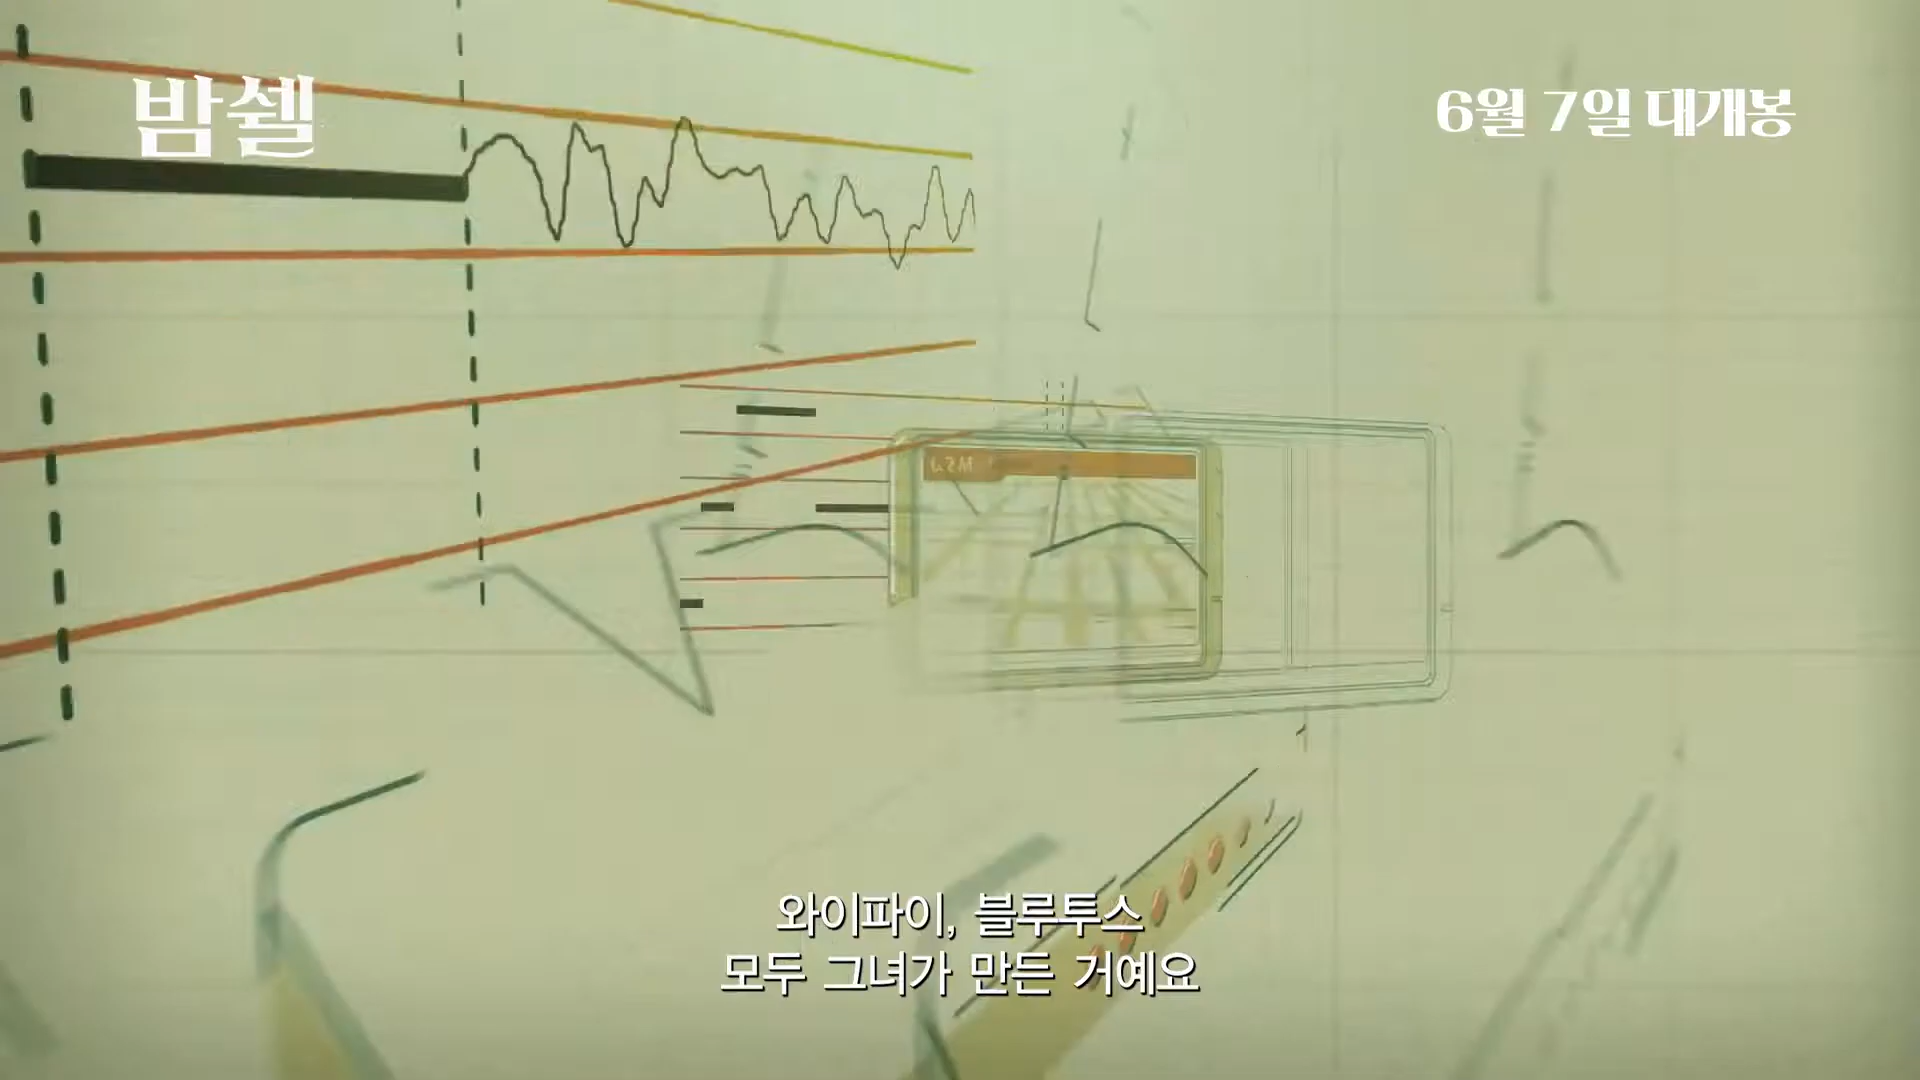 밤쉘
6월 7일 대개봉
와이파이, 블루투스
모두 그녀가 만든 거예요